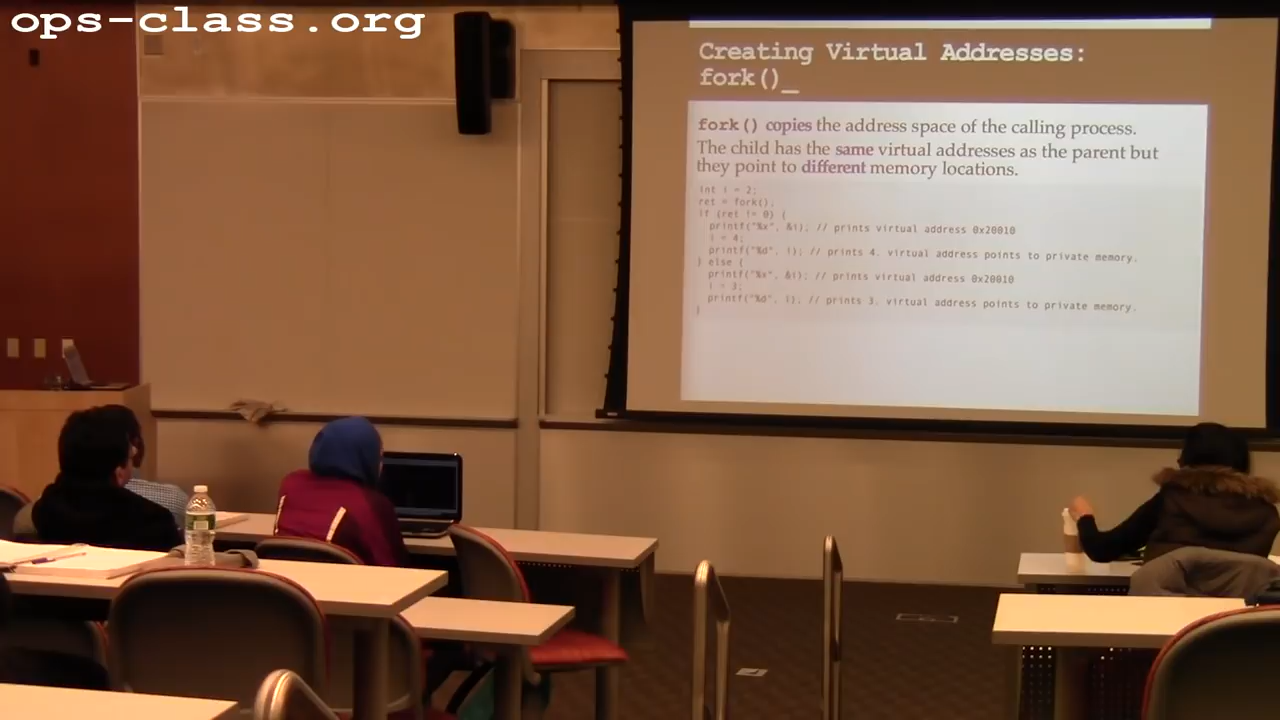 ops-class.org
Creating Virtual Addresses:
fork()_
fork() copies the address space of the calling process.
The child has the same virtual addresses as the parent but
they point to different memory locations.
int i = 2;
ret = fork();
if (ret != 0) {
printf("%x", &i); // prints virtual address 0x20010
i = 4;
printf("%d", i); // prints 4. virtual address points to private memory.
} else {
printf("%x", &i); // prints virtual address 0x20010
i = 3;
printf("%d", i); // prints 3. virtual address points to private memory.
}